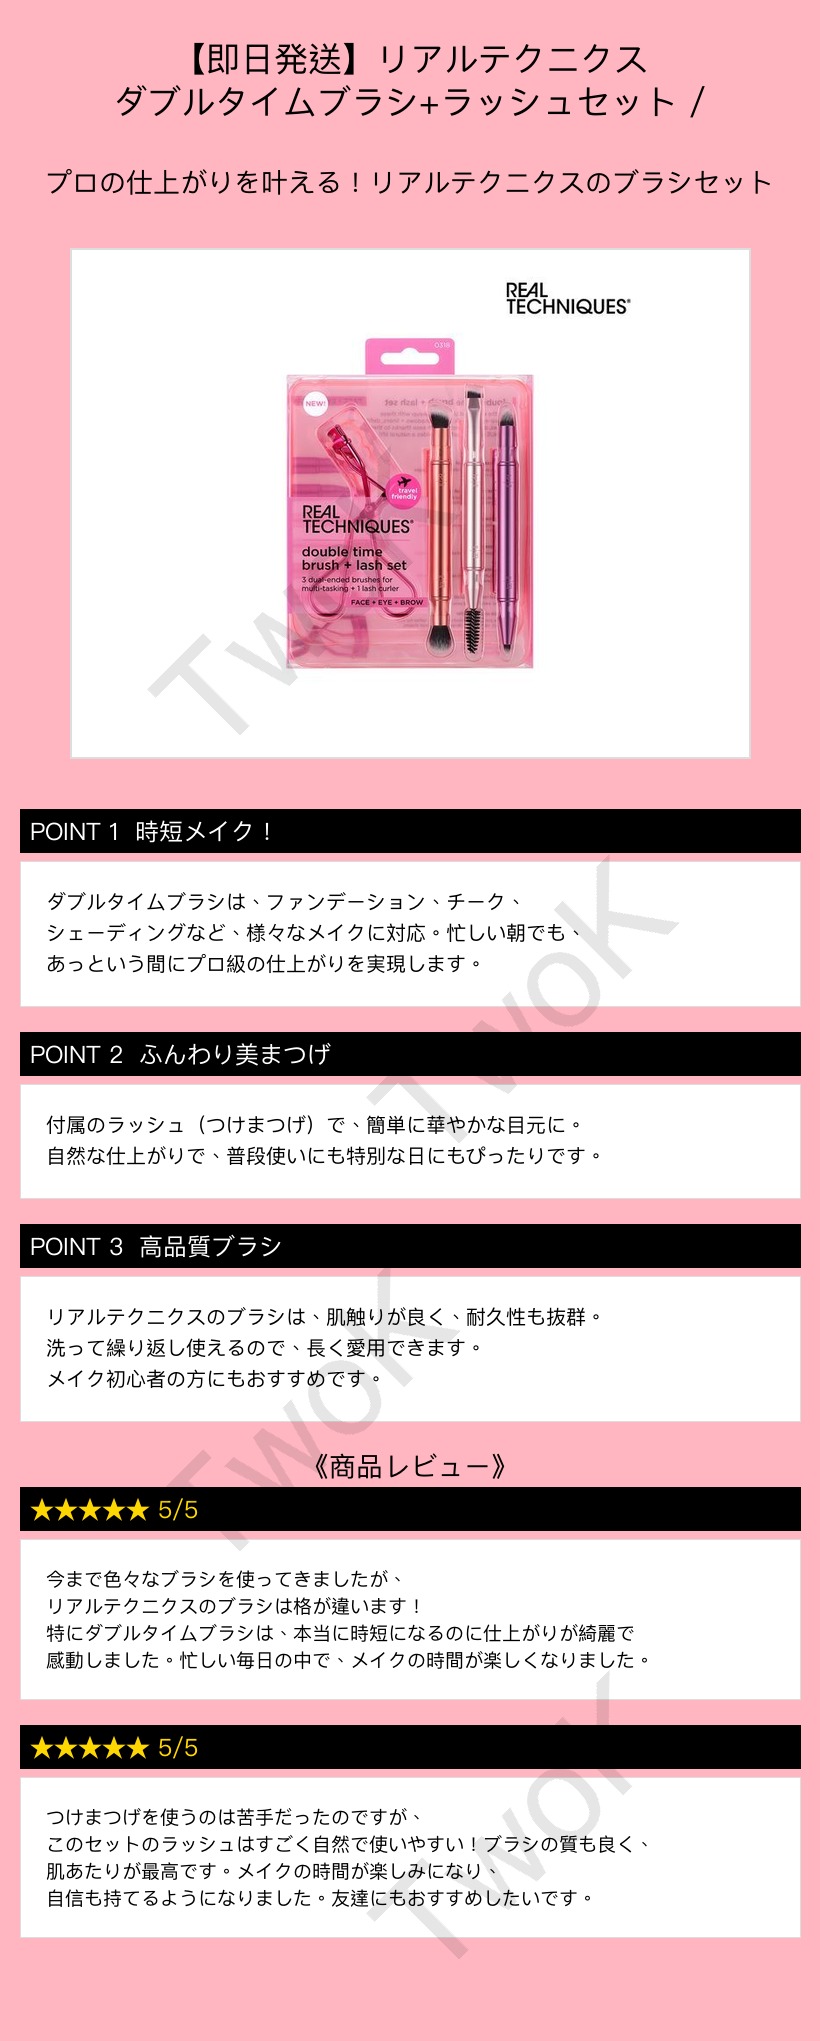 【即日発送】リアルテクニクス
ダブルタイムブラシ+ラッシュセット /
プロの仕上がりを叶える！リアルテクニクスのブラシセット
REAL
TECHNIQUES®
0318
NEW!
travel
friendly
REAL
TECHNIQUES®
double time
brush + lash set
3 dual-ended brushes for
multi-tasking + 1 lash curler
FACE + EYE + BROW
TwoK
POINT 1 時短メイク！
ダブルタイムブラシは、ファンデーション、チーク、
シェーディングなど、様々なメイクに対応。忙しい朝でも、
あっという間にプロ級の仕上がりを実現します。
TwoK
POINT 2 ふんわり美まつげ
付属のラッシュ（つけまつげ）で、簡単に華やかな目元に。
自然な仕上がりで、普段使いにも特別な日にもぴったりです。
POINT 3 高品質ブラシ
リアルテクニクスのブラシは、肌触りが良く、耐久性も抜群。
洗って繰り返し使えるので、長く愛用できます。
メイク初心者の方にもおすすめです。
TwoK
《商品レビュー》
★★★★★ 5/5
今まで色々なブラシを使ってきましたが、
リアルテクニクスのブラシは格が違います！
特にダブルタイムブラシは、本当に時短になるのに仕上がりが綺麗で
感動しました。忙しい毎日の中で、メイクの時間が楽しくなりました。
★★★★★ 5/5
つけまつげを使うのは苦手だったのですが、
このセットのラッシュはすごく自然で使いやすい！ブラシの質も良く、
肌あたりが最高です。メイクの時間が楽しみになり、
自信も持てるようになりました。友達にもおすすめしたいです。
TwoK